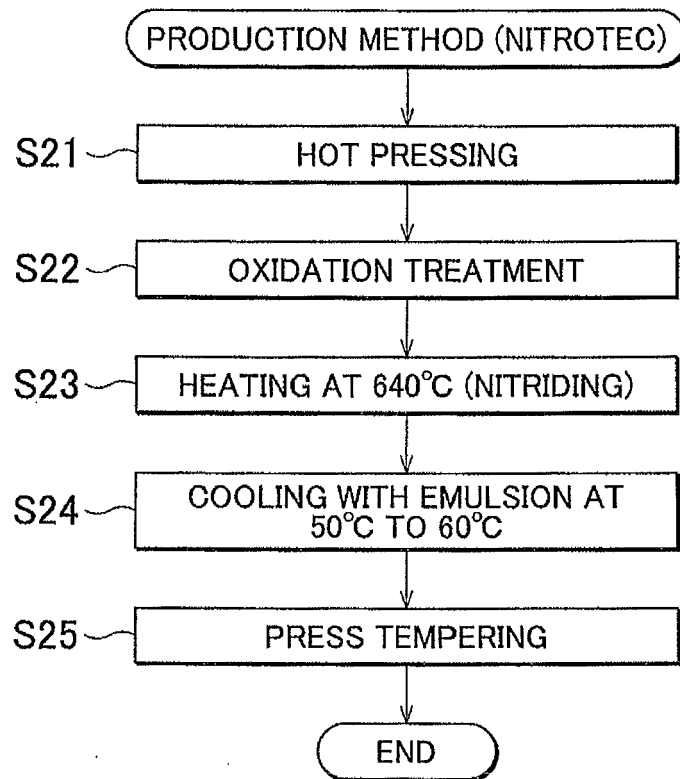 PRODUCTION METHOD (NITROTEC)
S21
HOT PRESSING
S22
OXIDATION TREATMENT
S23
HEATING AT 640°C (NITRIDING)
S24
COOLING WITH EMULSION AT
50°C TO 60°C
S25
PRESS TEMPERING
END